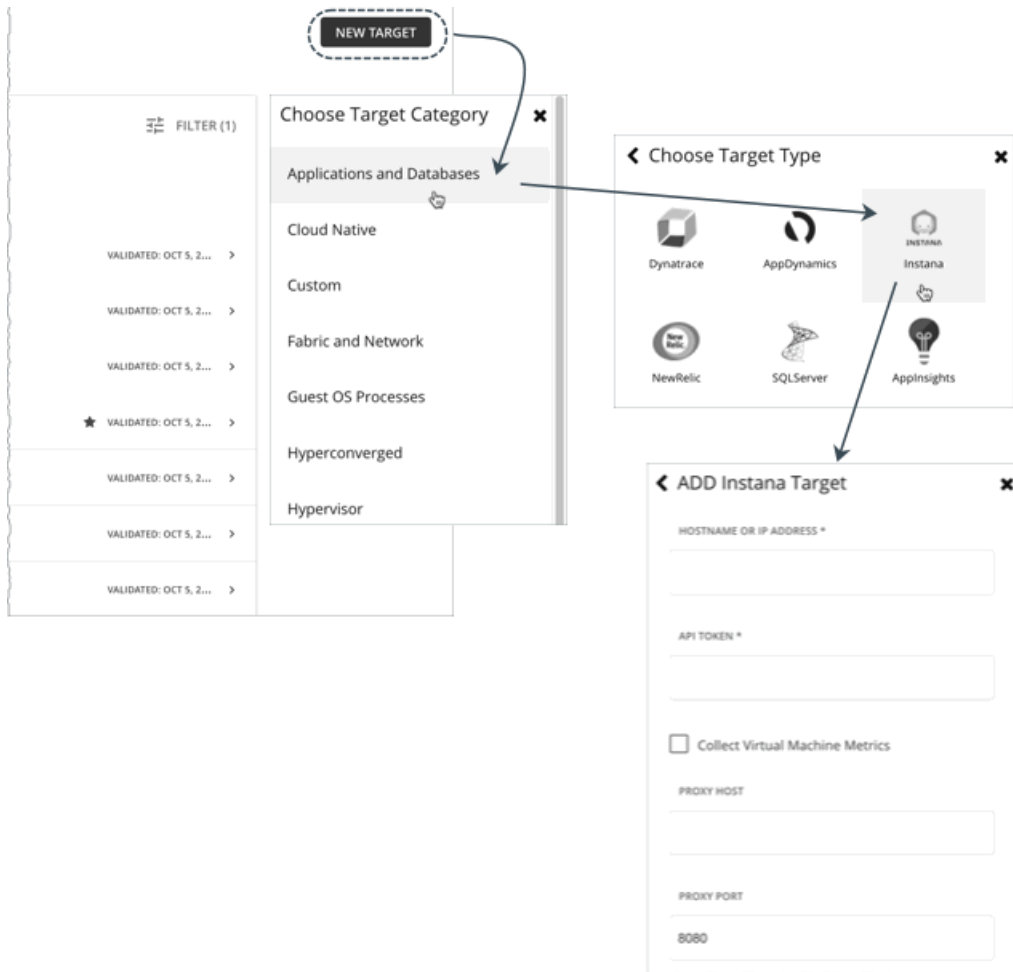 NEW TARGET
FILTER (1)
VALIDATED: OCT 5, 2...
VALIDATED: OCT 5, 2...
VALIDATED: OCT 5, 2...
VALIDATED: OCT 5, 2...
VALIDATED: OCT 5, 2...
VALIDATED: OCT 5, 2...
VALIDATED: OCT 5, 2...
Choose Target Category
Applications and Databases
Cloud Native
Custom
Fabric and Network
Guest OS Processes
Hyperconverged
Hypervisor
Choose Target Type
INSTANA
Dynatrace AppDynamics Instana
New Relic
NewRelic SQLServer AppInsights
ADD Instana Target
HOSTNAME OR IP ADDRESS *
API TOKEN *
Collect Virtual Machine Metrics
PROXY HOST
PROXY PORT
8080